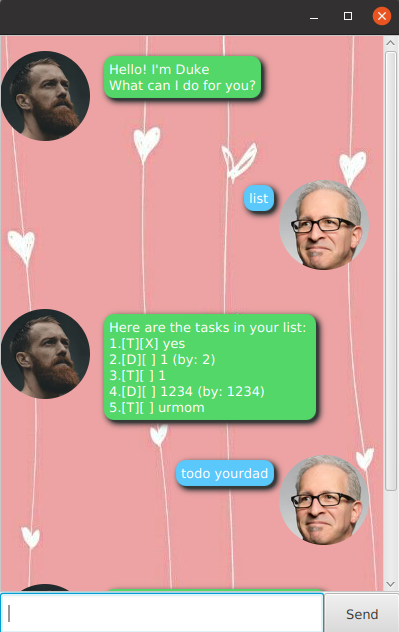 Hello! I'm Duke
What can I do for you?
list
Here are the tasks in your list:
1.[T][X] yes
2.[D][ ] 1 (by: 2)
3.[T][ ] 1
4.[D][ ] 1234 (by: 1234)
5.[T][ ] urmom
todo yourdad
Send